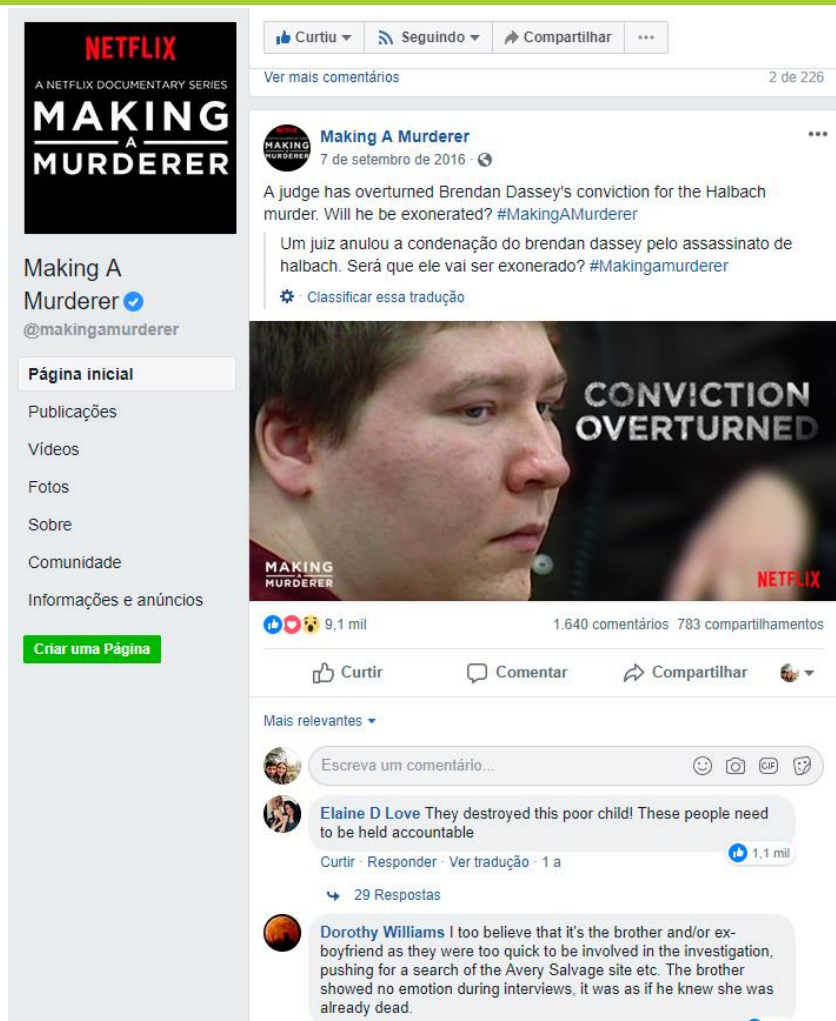 NETFLIX
A NETFLIX DOCUMENTARY SERIES
MAKING
A
MURDERER
Making A
Murderer
@makingamurderer
Página inicial
Publicações
Vídeos
Fotos
Sobre
Comunidade
Informações e anúncios
Criar uma Página
Curtiu Seguindo Compartilhar ...
Ver mais comentários 2 de 226
NETFLIX
MAKING
MURDERER
Making A Murderer
7 de setembro de 2016 ·
A judge has overturned Brendan Dassey's conviction for the Halbach
murder. Will he be exonerated? #MakingAMurderer
Um juiz anulou a condenação do brendan dassey pelo assassinato de
halbach. Será que ele vai ser exonerado? #Makingamurderer
· Classificar essa tradução
CONVICTION
OVERTURNED
MAKING
A
MURDERER
NETFLIX
9,1 mil 1.640 comentários 783 compartilhamentos
Curtir Comentar Compartilhar
Mais relevantes
Escreva um comentário... GIF
Elaine D Love They destroyed this poor child! These people need
to be held accountable
1,1 mil
Curtir · Responder · Ver tradução · 1 a
29 Respostas
Dorothy Williams I too believe that it's the brother and/or ex-
boyfriend as they were too quick to be involved in the investigation,
pushing for a search of the Avery Salvage site etc. The brother
showed no emotion during interviews, it was as if he knew she was
already dead.